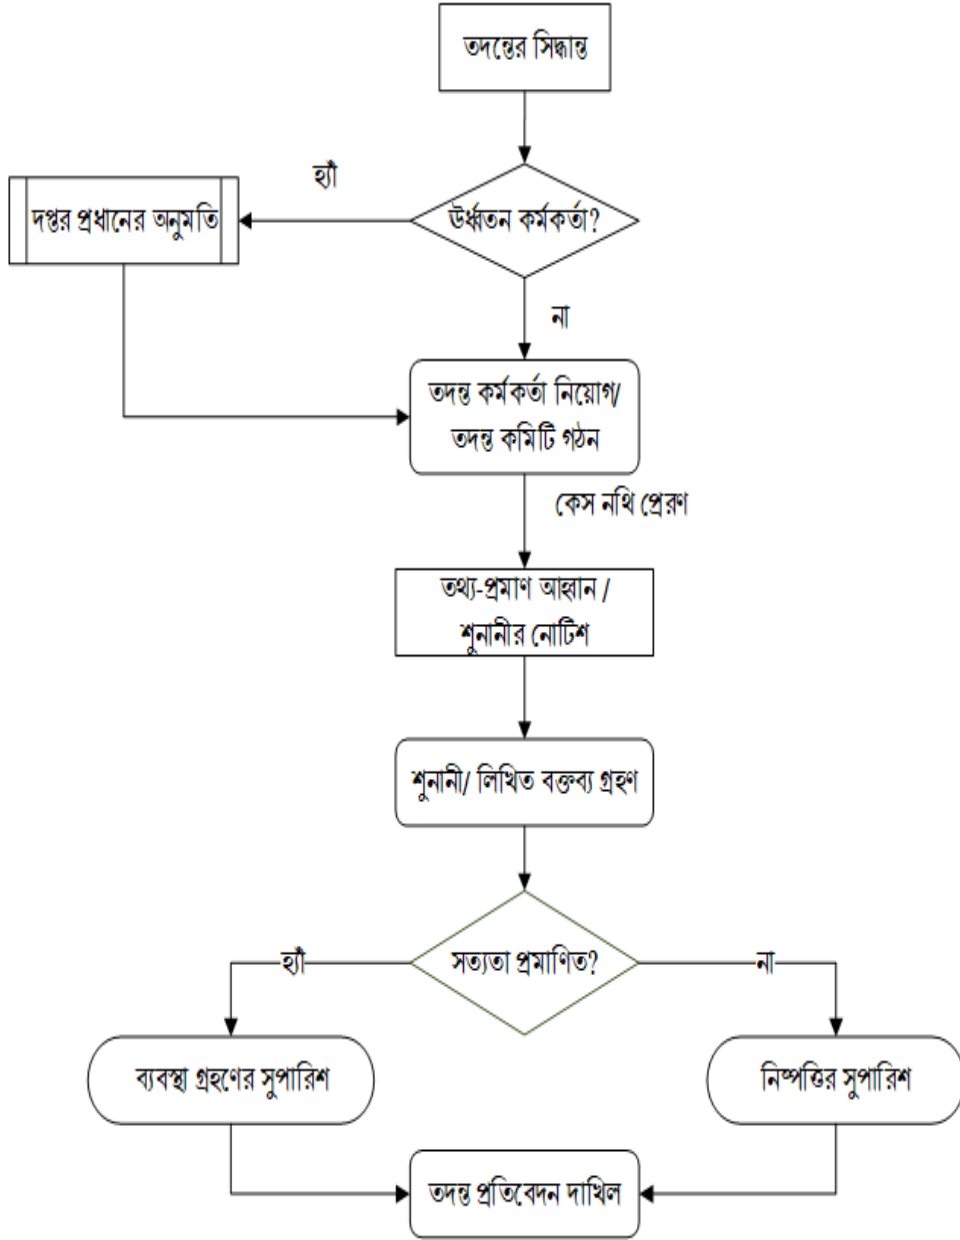 তদন্তের সিদ্ধান্ত
হ্যাঁ
দপ্তর প্রধানের অনুমতি
ঊর্ধ্বতন কর্মকর্তা?
না
তদন্ত কর্মকর্তা নিয়োগ/
তদন্ত কমিটি গঠন
কেস নথি প্রেরণ
তথ্য-প্রমাণ আহ্বান /
শুনানীর নোটিশ
শুনানী/ লিখিত বক্তব্য গ্রহণ
হ্যাঁ
সত্যতা প্রমাণিত?
না
ব্যবস্থা গ্রহণের সুপারিশ
নিষ্পত্তির সুপারিশ
তদন্ত প্রতিবেদন দাখিল